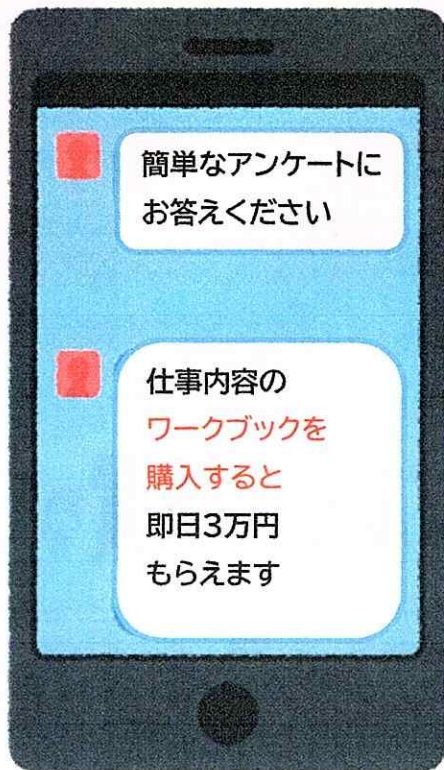 簡単なアンケートに
お答えください
仕事内容の
ワークブックを
購入すると
即日3万円
もらえます